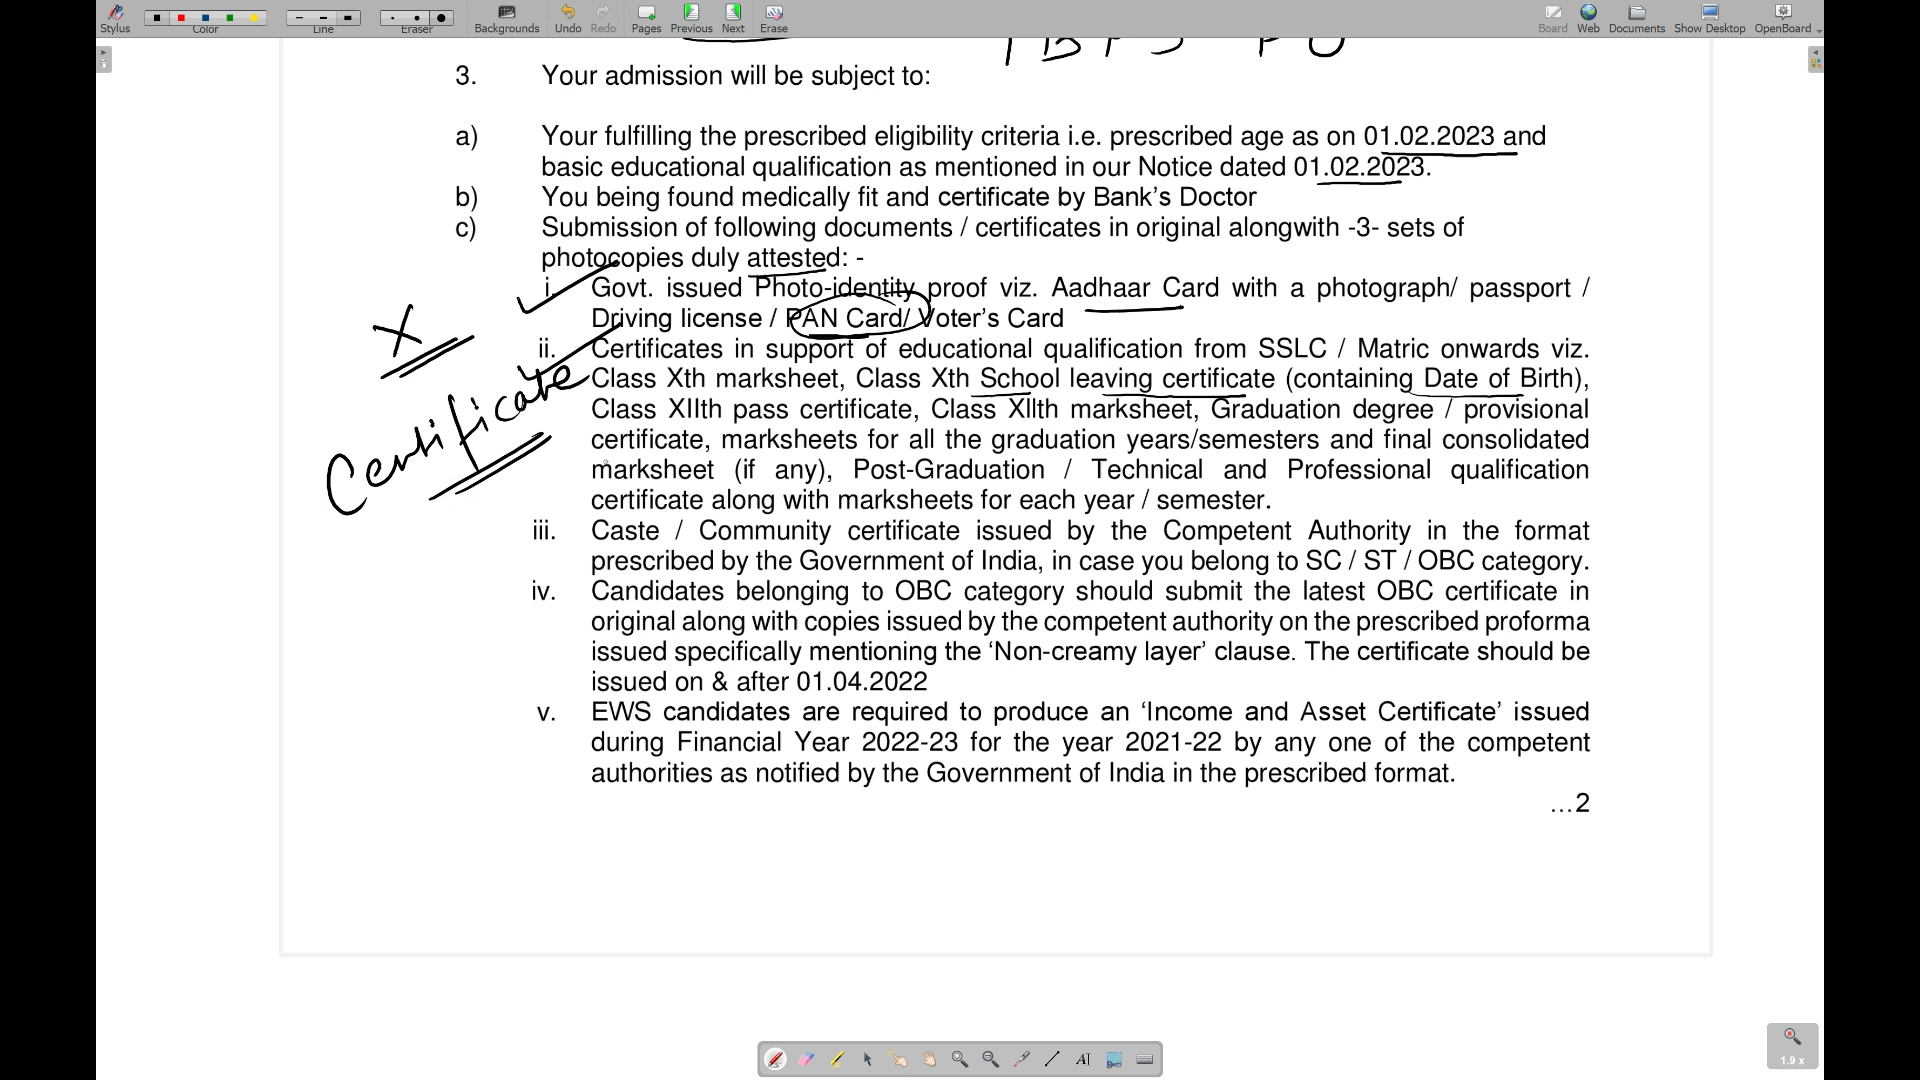 Stylus Color Line Eraser Backgrounds Undo Redo Pages Previous Next Erase Board Web Documents Show Desktop OpenBoard
IBPS PO
3. Your admission will be subject to:
a) Your fulfilling the prescribed eligibility criteria i.e. prescribed age as on 01.02.2023 and
basic educational qualification as mentioned in our Notice dated 01.02.2023.
b) You being found medically fit and certificate by Bank's Doctor
c) Submission of following documents / certificates in original alongwith -3- sets of
photocopies duly attested: -
i. Govt. issued Photo-identity proof viz. Aadhaar Card with a photograph/ passport /
Driving license / PAN Card/ Voter's Card
X
ii. Certificates in support of educational qualification from SSLC / Matric onwards viz.
Class Xth marksheet, Class Xth School leaving certificate (containing Date of Birth),
Certificate
Class XIIth pass certificate, Class XIIth marksheet, Graduation degree / provisional
certificate, marksheets for all the graduation years/semesters and final consolidated
marksheet (if any), Post-Graduation / Technical and Professional qualification
certificate along with marksheets for each year / semester.
iii. Caste / Community certificate issued by the Competent Authority in the format
prescribed by the Government of India, in case you belong to SC / ST / OBC category.
iv. Candidates belonging to OBC category should submit the latest OBC certificate in
original along with copies issued by the competent authority on the prescribed proforma
issued specifically mentioning the 'Non-creamy layer' clause. The certificate should be
issued on & after 01.04.2022
v. EWS candidates are required to produce an 'Income and Asset Certificate' issued
during Financial Year 2022-23 for the year 2021-22 by any one of the competent
authorities as notified by the Government of India in the prescribed format.
...2
1.9 x